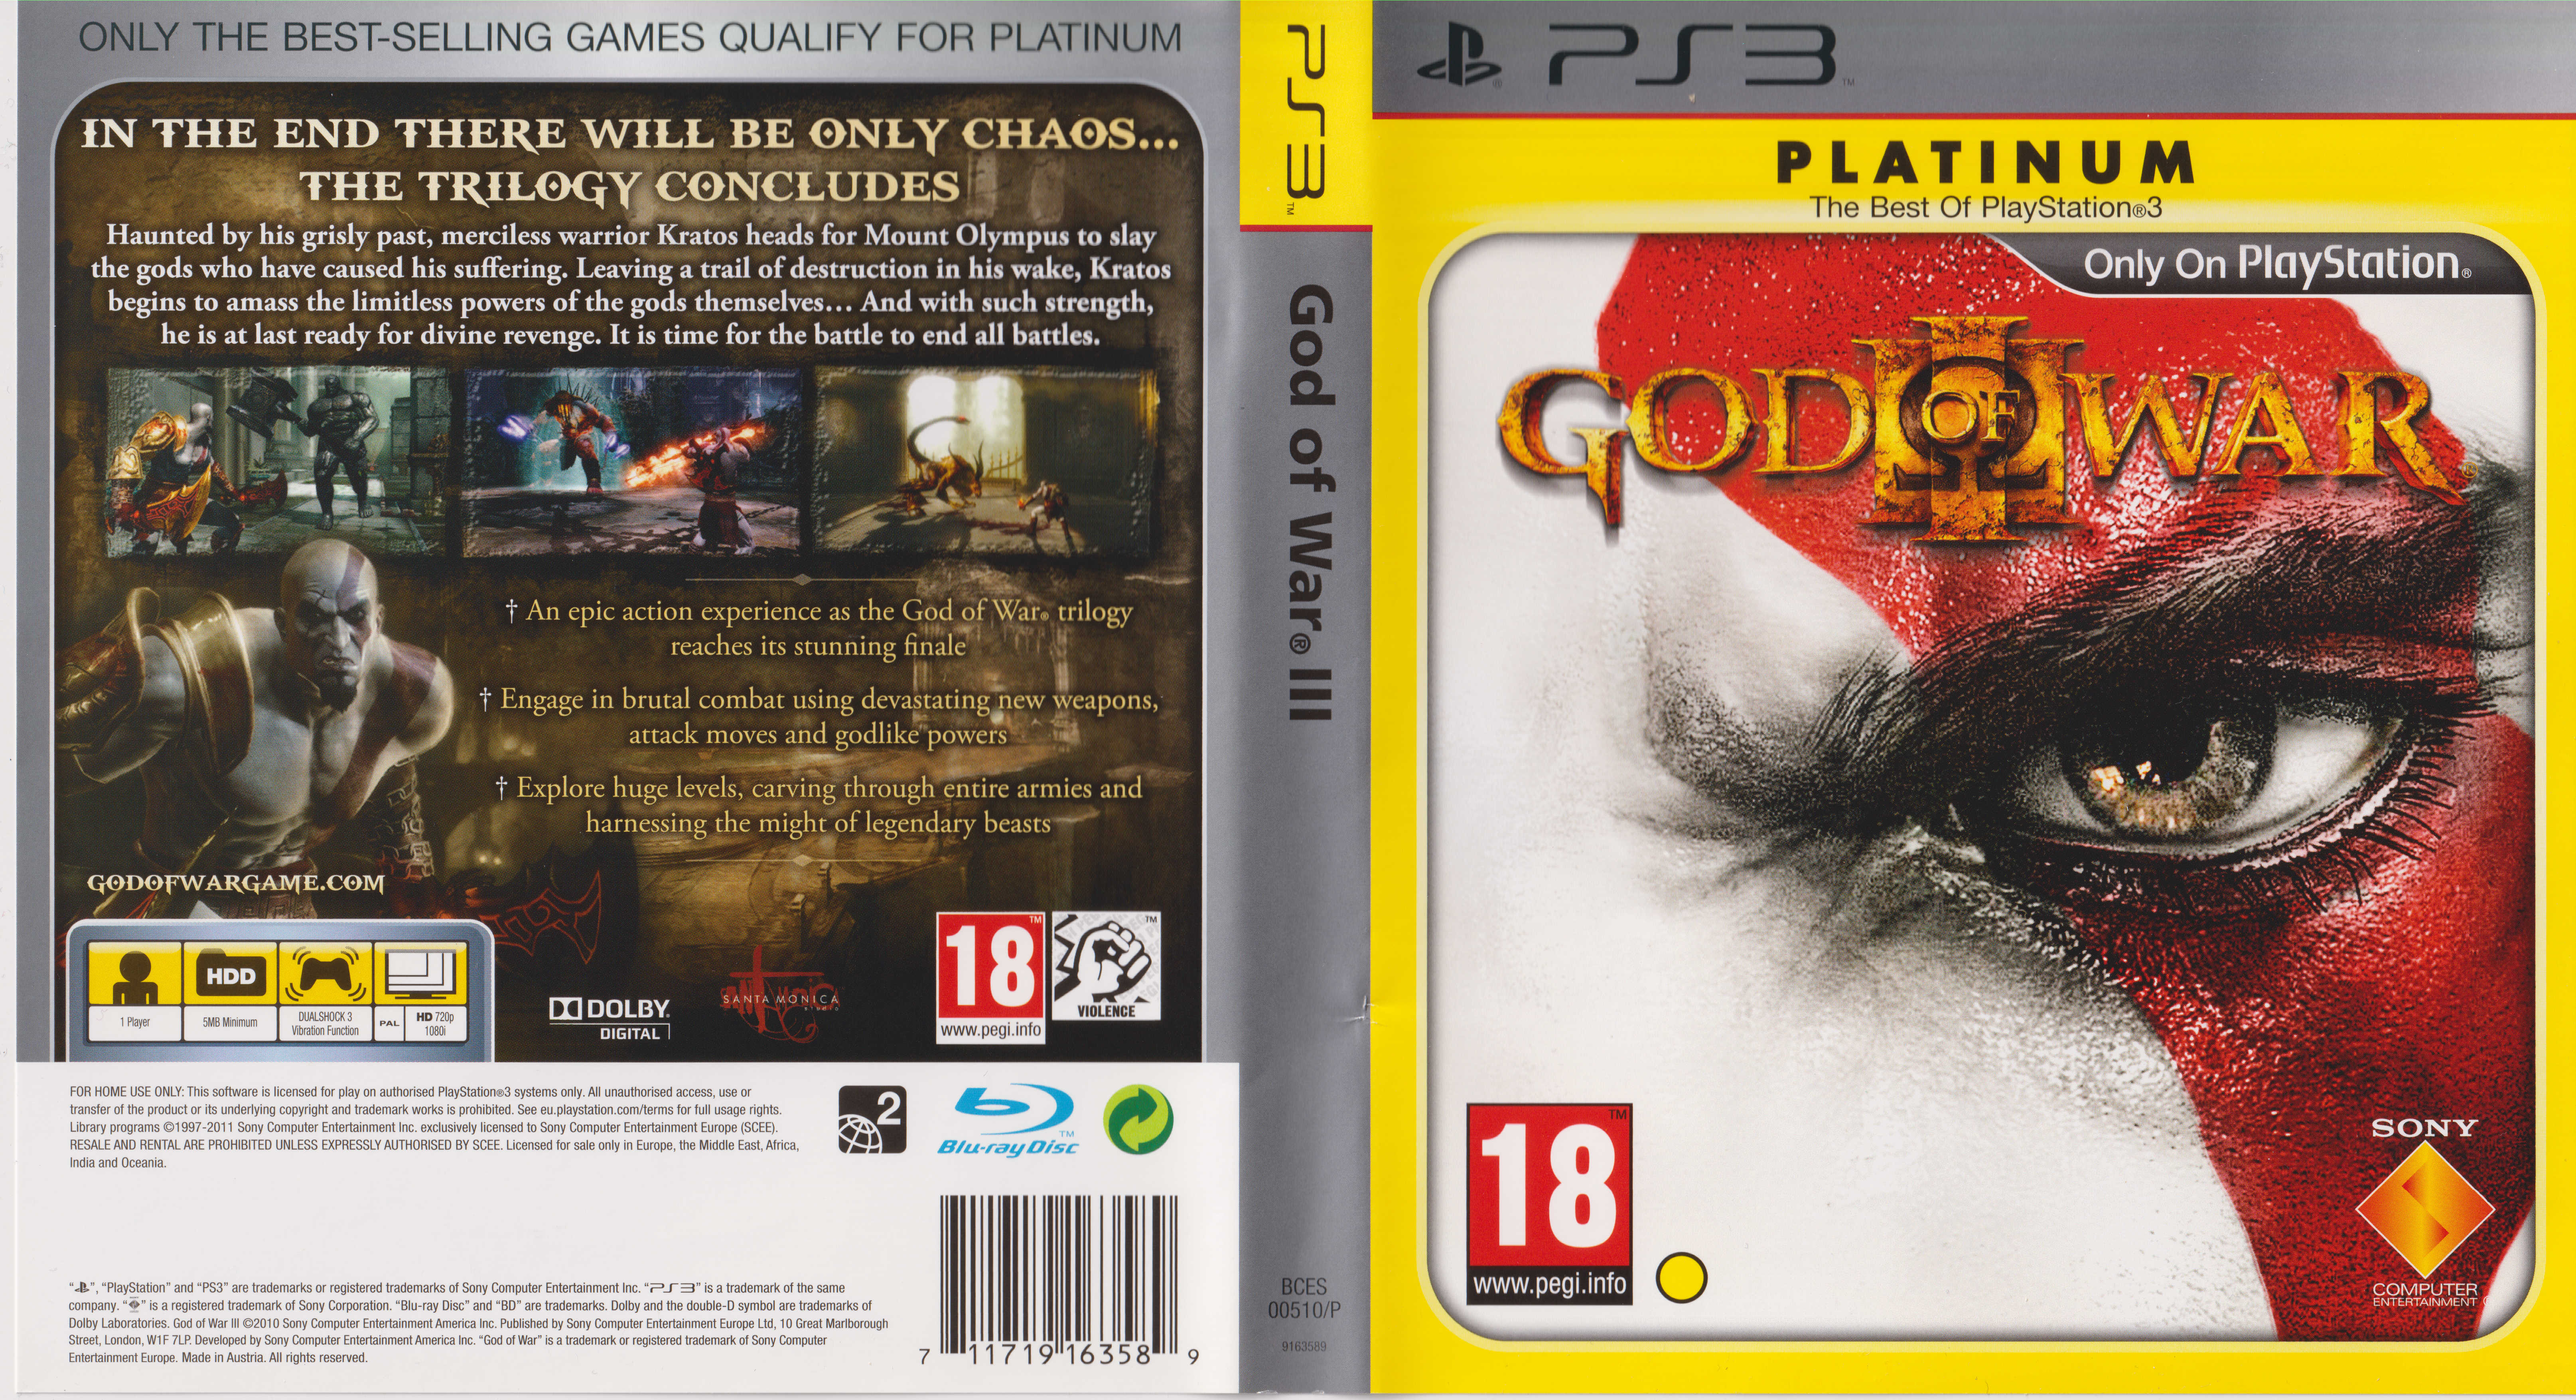 ONLY THE BEST-SELLING GAMES QUALIFY FOR PLATINUM
IN THE END THERE WILL BE ONLY CHAOS...
THE TRILOGY CONCLUDES
Haunted by his grisly past, merciless warrior Kratos heads for Mount Olympus to slay
the gods who have caused his suffering. Leaving a trail of destruction in his wake, Kratos
begins to amass the limitless powers of the gods themselves... And with such strength,
he is at last ready for divine revenge. It is time for the battle to end all battles.
† An epic action experience as the God of War® trilogy
reaches its stunning finale
† Engage in brutal combat using devastating new weapons,
attack moves and godlike powers
† Explore huge levels, carving through entire armies and
harnessing the might of legendary beasts
GODOFWARGAME.COM
HDD
1 Player
5MB Minimum
DUALSHOCK 3
Vibration Function
PAL
HD 720p
1080i
DOLBY
DIGITAL
SANTA MONICA
STUDIO
18™
www.pegi.info
™
VIOLENCE
FOR HOME USE ONLY: This software is licensed for play on authorised PlayStation®3 systems only. All unauthorised access, use or
transfer of the product or its underlying copyright and trademark works is prohibited. See eu.playstation.com/terms for full usage rights.
Library programs ©1997-2011 Sony Computer Entertainment Inc. exclusively licensed to Sony Computer Entertainment Europe (SCEE).
RESALE AND RENTAL ARE PROHIBITED UNLESS EXPRESSLY AUTHORISED BY SCEE. Licensed for sale only in Europe, the Middle East, Africa,
India and Oceania.
2
Blu-ray Disc™
“”, “PlayStation” and “PS3” are trademarks or registered trademarks of Sony Computer Entertainment Inc. “PS3” is a trademark of the same
company. “” is a registered trademark of Sony Corporation. “Blu-ray Disc” and “BD” are trademarks. Dolby and the double-D symbol are trademarks of
Dolby Laboratories. God of War III ©2010 Sony Computer Entertainment America Inc. Published by Sony Computer Entertainment Europe Ltd, 10 Great Marlborough
Street, London, W1F 7LP. Developed by Sony Computer Entertainment America Inc. “God of War” is a trademark or registered trademark of Sony Computer
Entertainment Europe. Made in Austria. All rights reserved.
7 11719 16358 9
PS3™
God of War® III
BCES
00510/P
9163589
PS3™
PLATINUM
The Best Of PlayStation®3
Only On PlayStation®
GOD OF WAR®
III
18™
www.pegi.info
SONY
COMPUTER
ENTERTAINMENT®